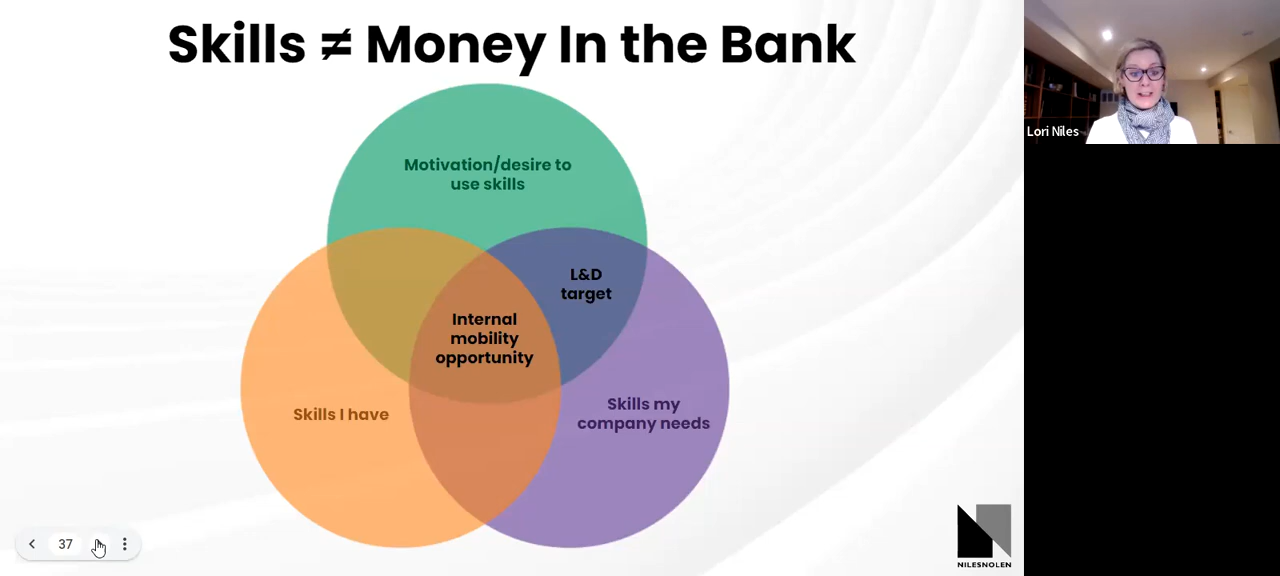 Skills ≠ Money In the Bank
Motivation/desire to
use skills
L&D
target
Internal
mobility
opportunity
Skills I have
Skills my
company needs
Lori Niles
37
NILESNOLEN